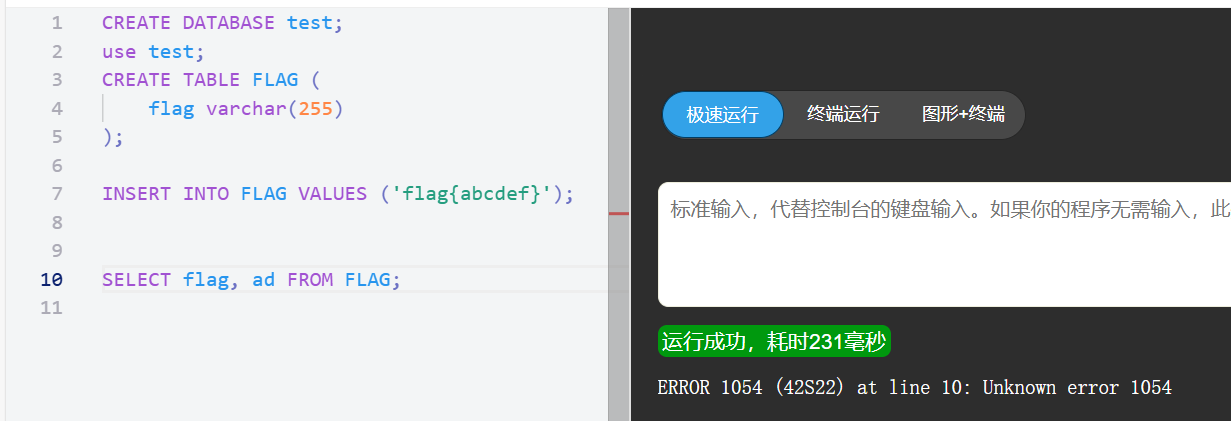 1 CREATE DATABASE test;
2 use test;
3 CREATE TABLE FLAG (
4 flag varchar(255)
5 );
6
7 INSERT INTO FLAG VALUES ('flag{abcdef}');
8
9
10 SELECT flag, ad FROM FLAG;
11
极速运行 终端运行 图形+终端
标准输入，代替控制台的键盘输入。如果你的程序无需输入，此
运行成功，耗时231毫秒
ERROR 1054 (42S22) at line 10: Unknown error 1054